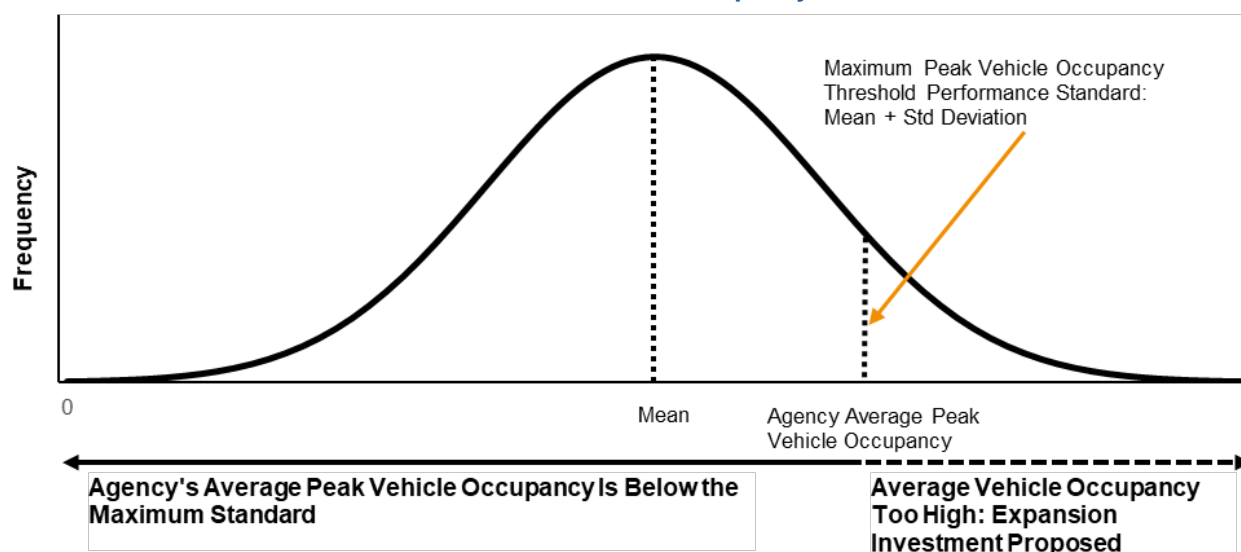 Maximum Peak Vehicle Occupancy
Threshold Performance Standard:
Mean + Std Deviation
Frequency
0
Mean
Agency Average Peak
Vehicle Occupancy
Agency's Average Peak Vehicle Occupancy Is Below the
Maximum Standard
Average Vehicle Occupancy
Too High: Expansion
Investment Proposed